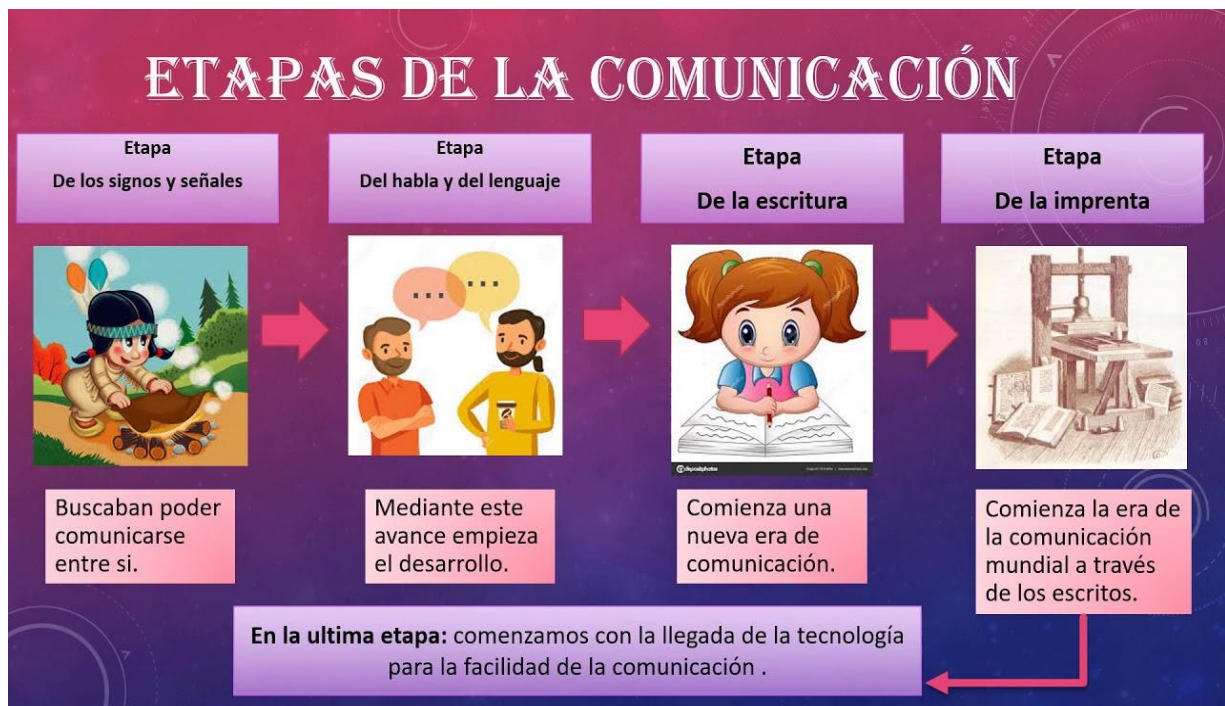 ETAPAS DE LA COMUNICACIÓN
Etapa
De los signos y señales
Etapa
Del habla y del lenguaje
Etapa
De la escritura
Etapa
De la imprenta
...
...
depositphotos
Buscaban poder
comunicarse
entre si.
Mediante este
avance empieza
el desarrollo.
Comienza una
nueva era de
comunicación.
Comienza la era de
la comunicación
mundial a través
de los escritos.
En la ultima etapa: comenzamos con la llegada de la tecnología
para la facilidad de la comunicación .